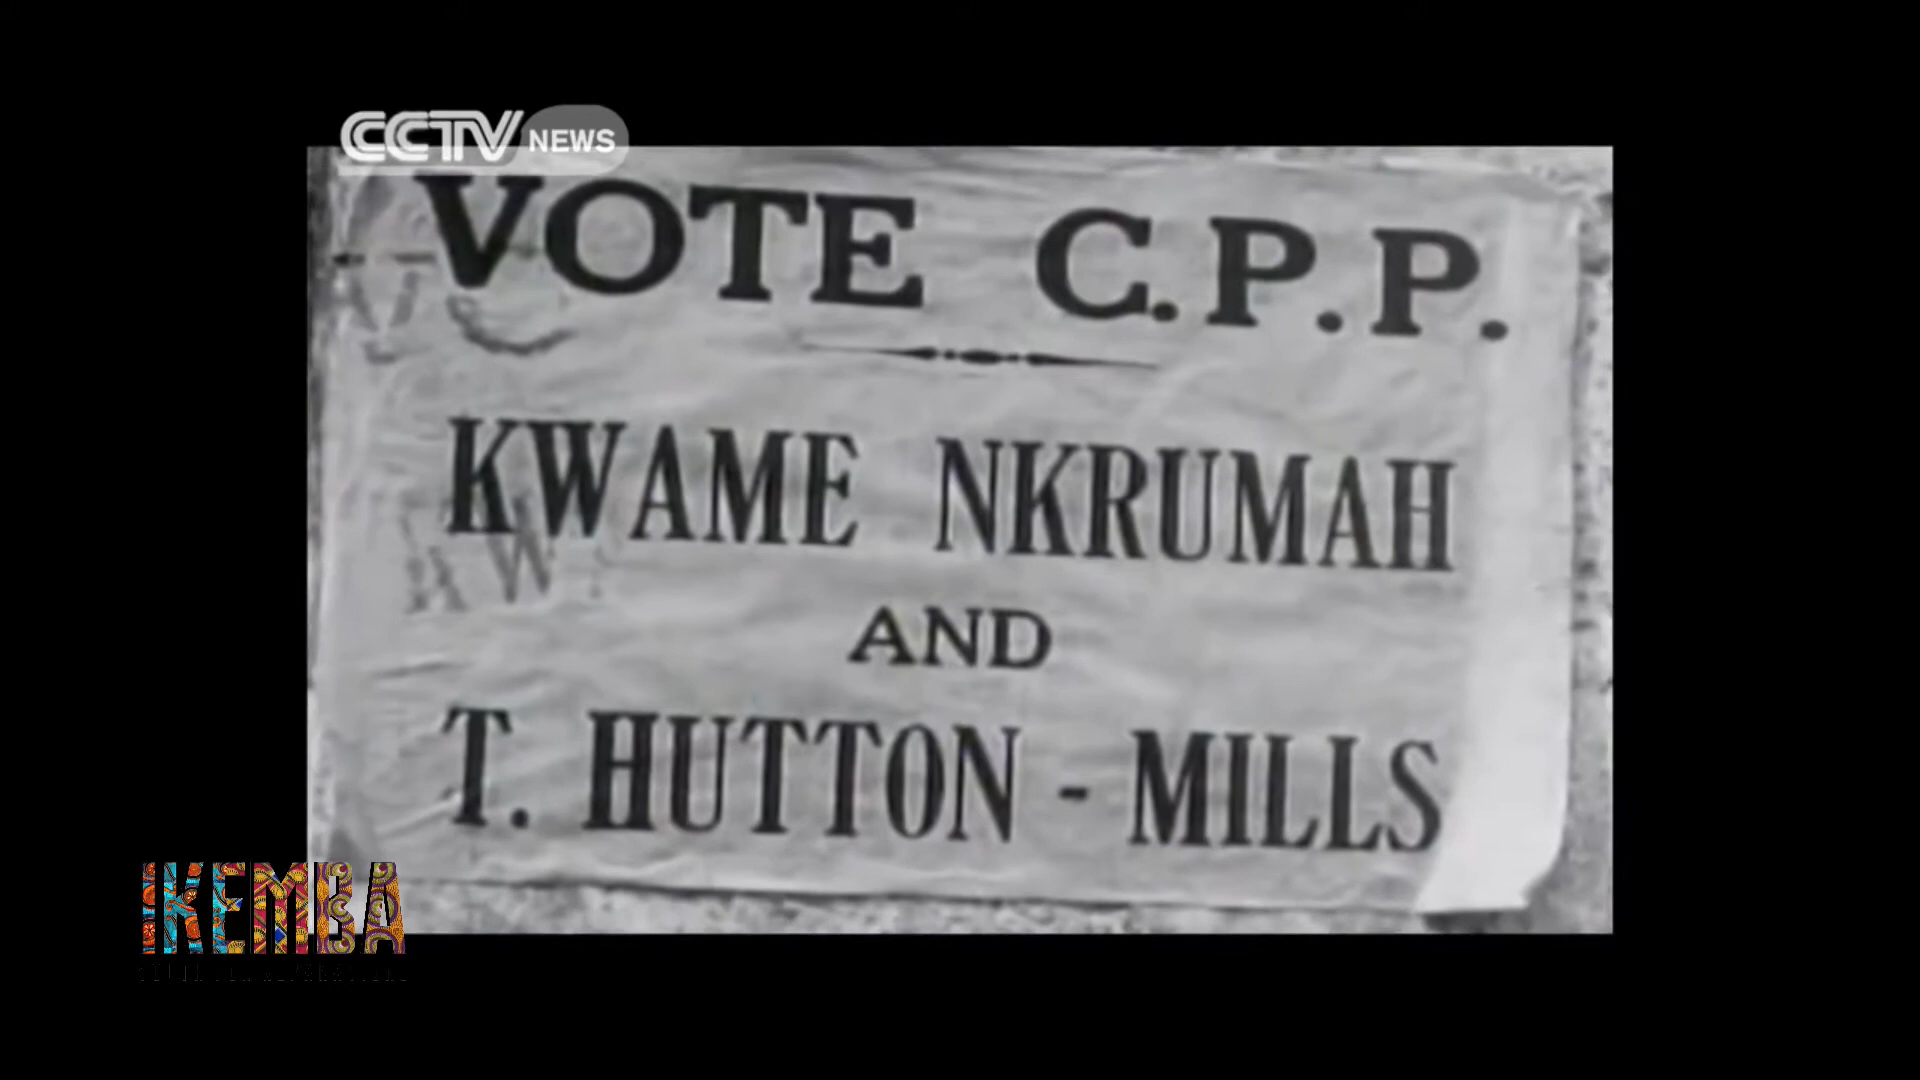 CCTV NEWS
VOTE C.P.P.
KWAME NKRUMAH
AND
T. HUTTON - MILLS
IKEMBA